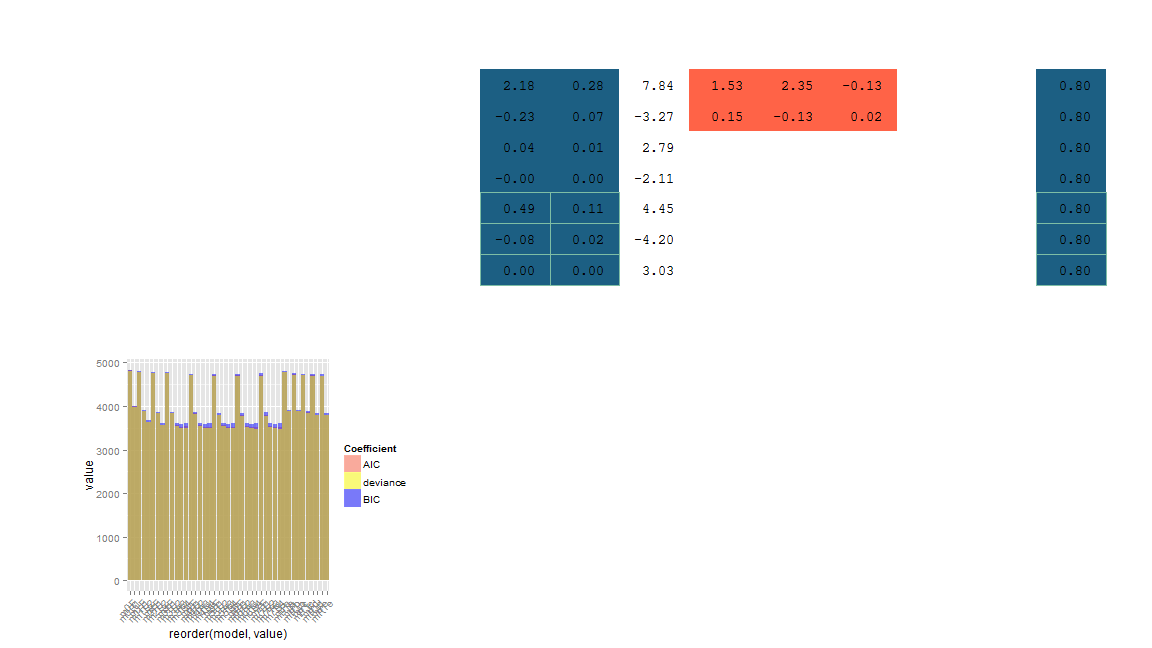 2.18 0.28 7.84 1.53 2.35 −0.13 0.80
−0.23 0.07 −3.27 0.15 −0.13 0.02 0.80
0.04 0.01 2.79 0.80
−0.00 0.00 −2.11 0.80
0.49 0.11 4.45 0.80
−0.08 0.02 −4.20 0.80
0.00 0.00 3.03 0.80
5000
4000
3000
2000
1000
0
value
Coefficient
AIC
deviance
BIC
reorder(model, value)